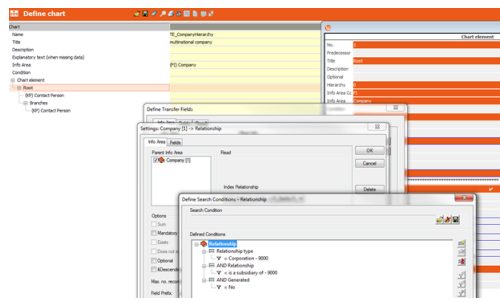 Define chart
Chart
Name
TE_CompanyHierarchy
Title
multinational company
Description
Explanatory text (when missing data)
Info Area
(FI) Company
Condition
Chart element
Root
(KP) Contact Person
Branches
(KP) Contact Person
Chart element
No.
Predecessor
Title
Root
Description
Optional
Hierarchy
Info Area
Company
Define Transfer Fields
Settings: Company [1] -> Relationship
Info Area
Fields
Parent Info Area
Read
Company [1]
OK
Cancel
Index Relationship
Delete
Options
Sum
Mandatory
Exists
Optional
Max. no. record
Field Prefix
Define Search Conditions - Relationship
Search Condition
Defined Conditions
Relationship
Relationship type
= Corporation - 9000
AND Relationship
= is a subsidiary of - 9000
AND Generated
= No